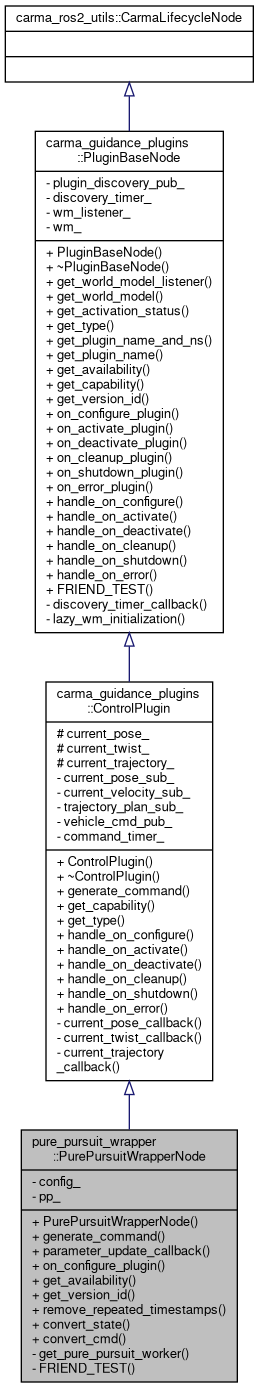 carma_ros2_utils::CarmaLifecycleNode
carma_guidance_plugins
::PluginBaseNode
- plugin_discovery_pub_
- discovery_timer_
- wm_listener_
- wm_
+ PluginBaseNode()
+ ~PluginBaseNode()
+ get_world_model_listener()
+ get_world_model()
+ get_activation_status()
+ get_type()
+ get_plugin_name_and_ns()
+ get_plugin_name()
+ get_availability()
+ get_capability()
+ get_version_id()
+ on_configure_plugin()
+ on_activate_plugin()
+ on_deactivate_plugin()
+ on_cleanup_plugin()
+ on_shutdown_plugin()
+ on_error_plugin()
+ handle_on_configure()
+ handle_on_activate()
+ handle_on_deactivate()
+ handle_on_cleanup()
+ handle_on_shutdown()
+ handle_on_error()
+ FRIEND_TEST()
- discovery_timer_callback()
- lazy_wm_initialization()
carma_guidance_plugins
::ControlPlugin
# current_pose_
# current_twist_
# current_trajectory_
- current_pose_sub_
- current_velocity_sub_
- trajectory_plan_sub_
- vehicle_cmd_pub_
- command_timer_
+ ControlPlugin()
+ ~ControlPlugin()
+ generate_command()
+ get_capability()
+ get_type()
+ handle_on_configure()
+ handle_on_activate()
+ handle_on_deactivate()
+ handle_on_cleanup()
+ handle_on_shutdown()
+ handle_on_error()
- current_pose_callback()
- current_twist_callback()
- current_trajectory
_callback()
pure_pursuit_wrapper
::PurePursuitWrapperNode
- config_
- pp_
+ PurePursuitWrapperNode()
+ generate_command()
+ parameter_update_callback()
+ on_configure_plugin()
+ get_availability()
+ get_version_id()
+ remove_repeated_timestamps()
+ convert_state()
+ convert_cmd()
- get_pure_pursuit_worker()
- FRIEND_TEST()